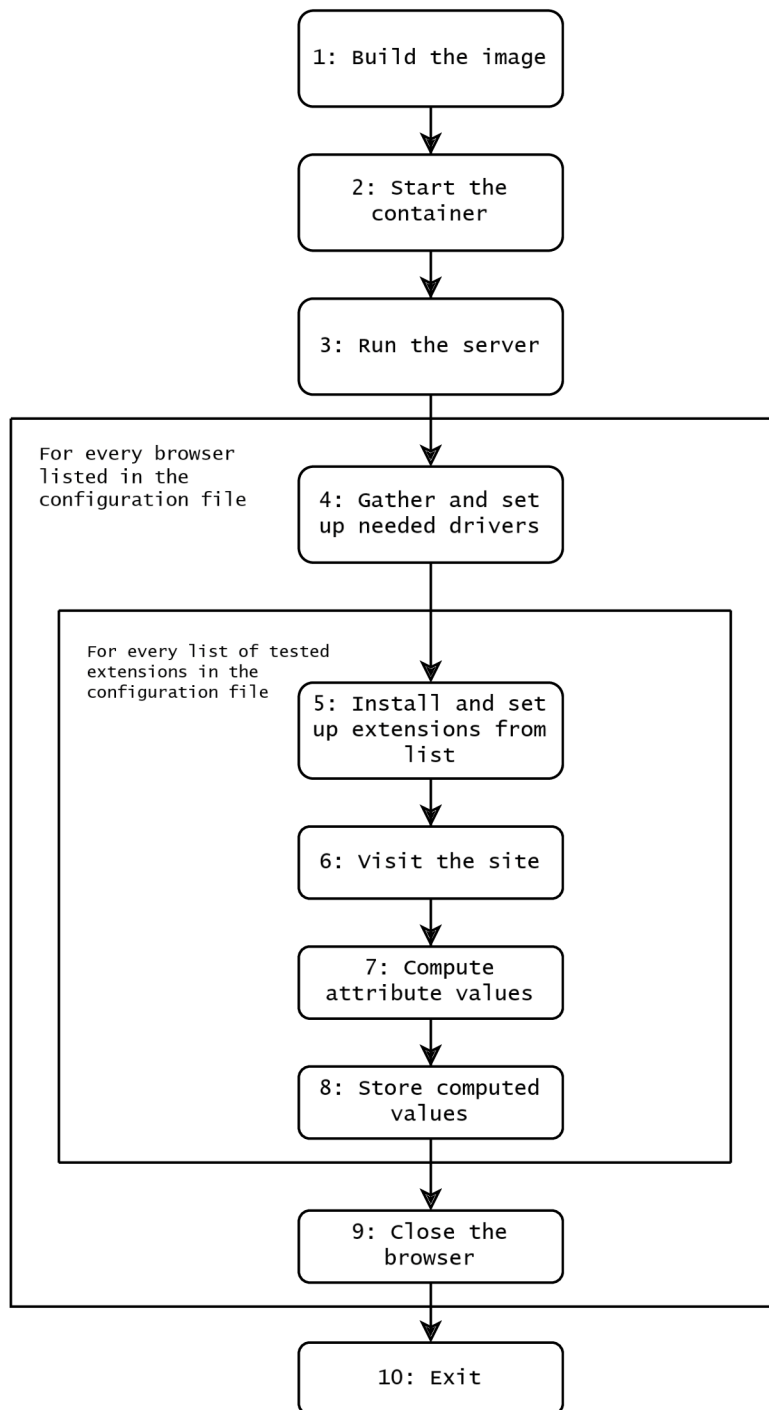 1: Build the image
2: Start the
container
3: Run the server
For every browser
listed in the
configuration file
4: Gather and set
up needed drivers
For every list of tested
extensions in the
configuration file
5: Install and set
up extensions from
list
6: Visit the site
7: Compute
attribute values
8: Store computed
values
9: Close the
browser
10: Exit